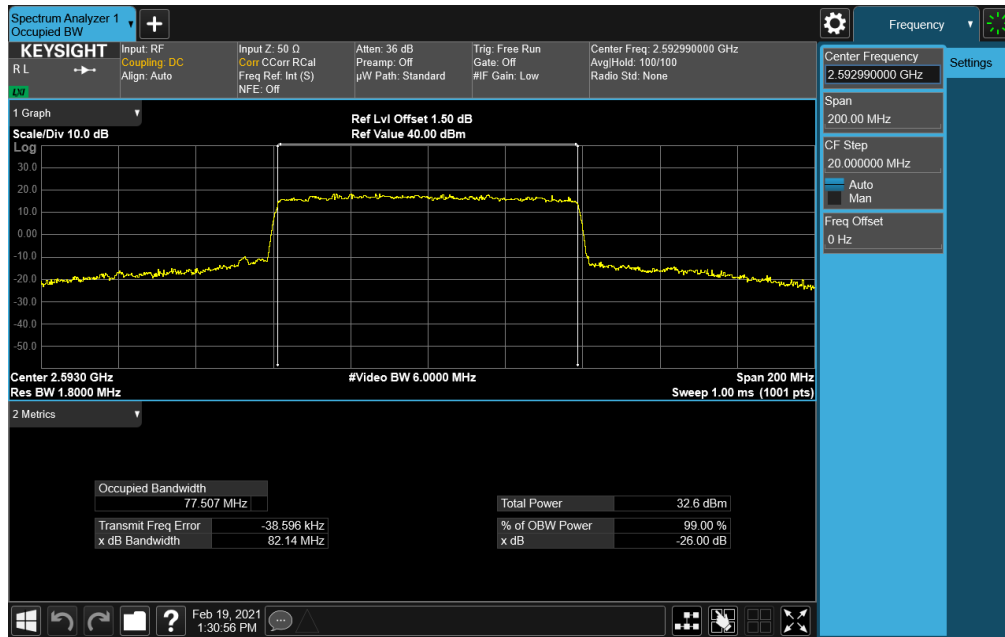 Spectrum Analyzer 1
Occupied BW
Frequency
KEYSIGHT
R L
LXI
Input: RF
Coupling: DC
Align: Auto
Input Z: 50 Ω
Corr CCorr RCal
Freq Ref: Int (S)
NFE: Off
Atten: 36 dB
Preamp: Off
µW Path: Standard
Trig: Free Run
Gate: Off
#IF Gain: Low
Center Freq: 2.592990000 GHz
Avg|Hold: 100/100
Radio Std: None
Center Frequency
2.592990000 GHz
Settings
Span
200.00 MHz
CF Step
20.000000 MHz
Auto
Man
Freq Offset
0 Hz
1 Graph
Scale/Div 10.0 dB
Ref Lvl Offset 1.50 dB
Ref Value 40.00 dBm
Log
30.0
20.0
10.0
0.00
-10.0
-20.0
-30.0
-40.0
-50.0
Center 2.5930 GHz
Res BW 1.8000 MHz
#Video BW 6.0000 MHz
Span 200 MHz
Sweep 1.00 ms (1001 pts)
2 Metrics
Occupied Bandwidth
77.507 MHz
Transmit Freq Error -38.596 kHz
x dB Bandwidth 82.14 MHz
Total Power 32.6 dBm
% of OBW Power 99.00 %
x dB -26.00 dB
?
Feb 19, 2021
1:30:56 PM